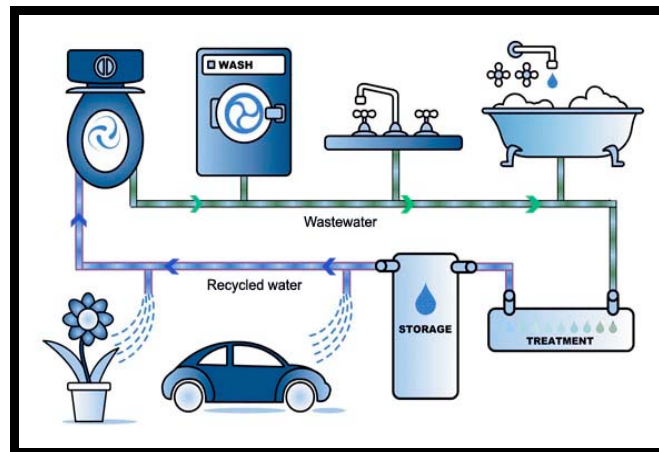 WASH
Wastewater
Recycled water
STORAGE
TREATMENT